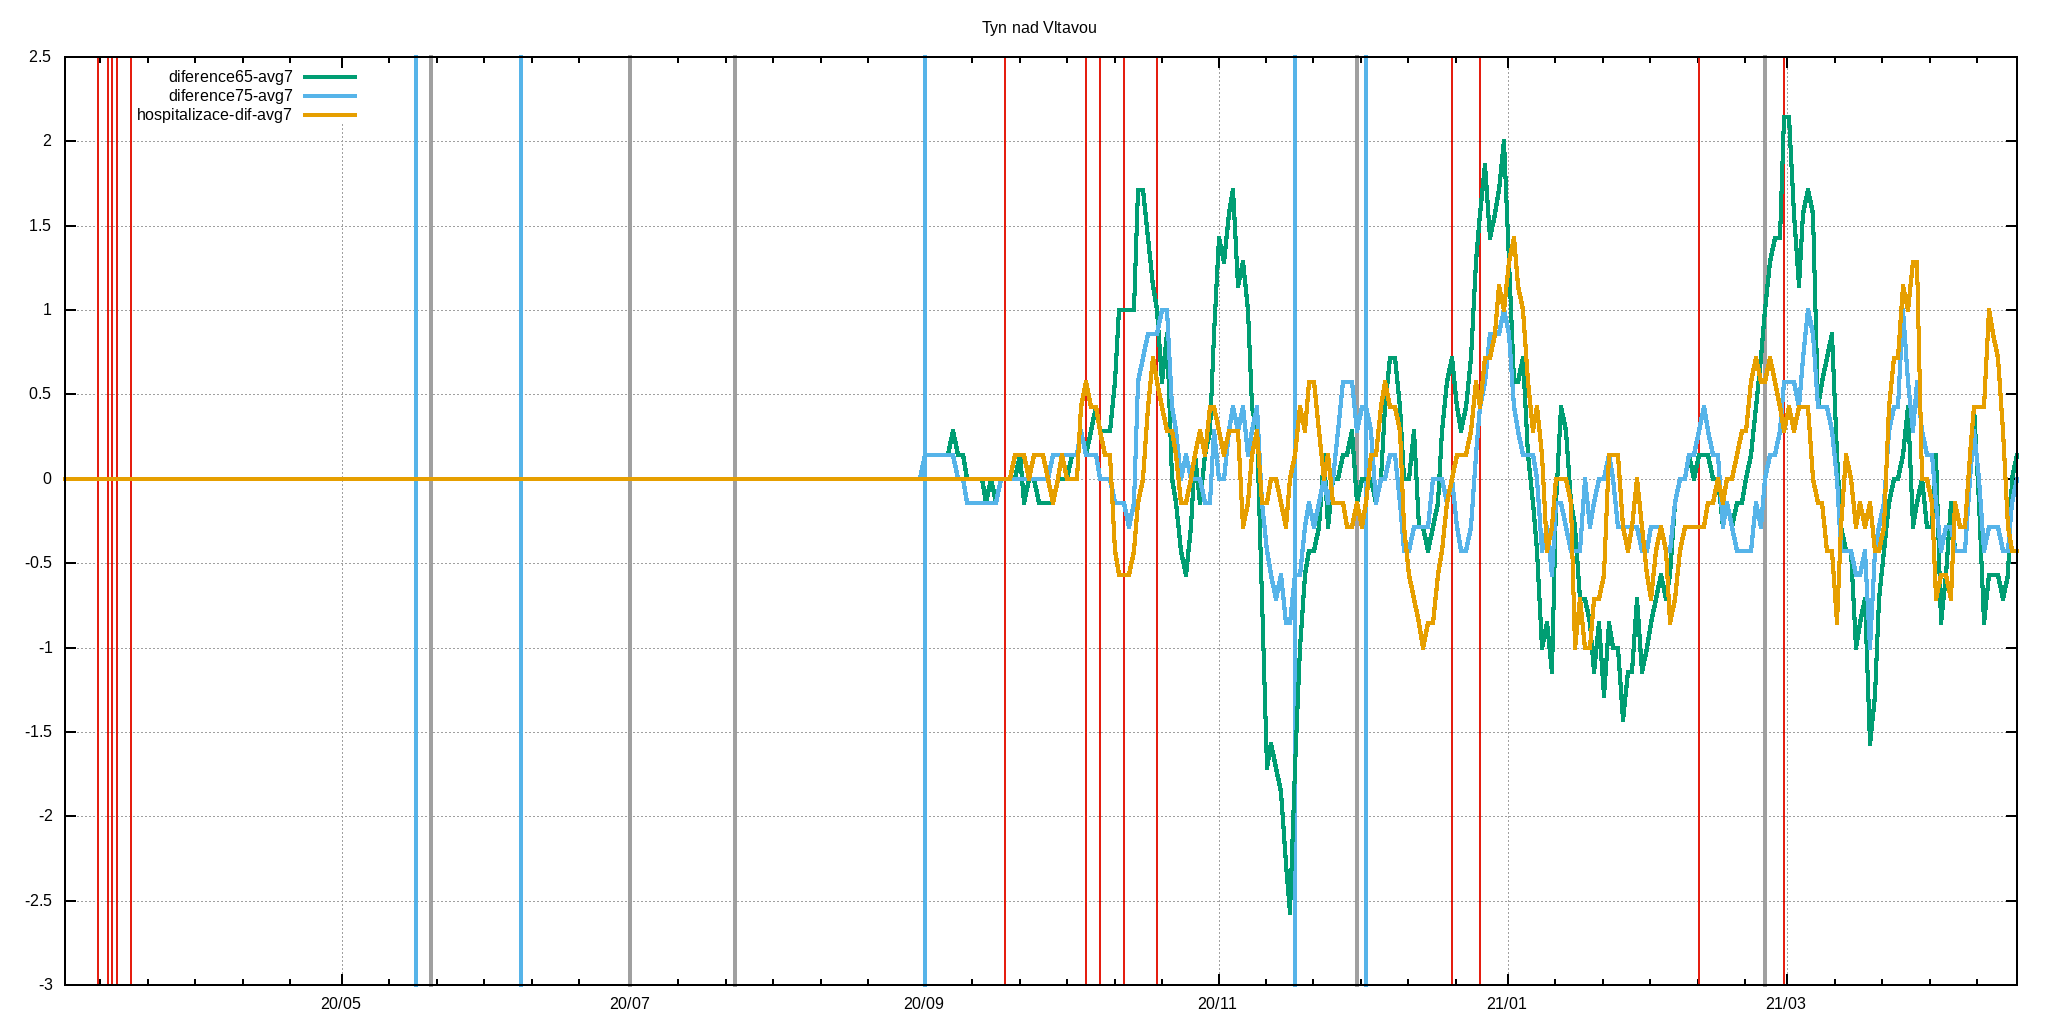 Tyn nad Vltavou
2.5
2
1.5
1
0.5
0
-0.5
-1
-1.5
-2
-2.5
-3
diference65-avg7
diference75-avg7
hospitalizace-dif-avg7
20/05 20/07 20/09 20/11 21/01 21/03